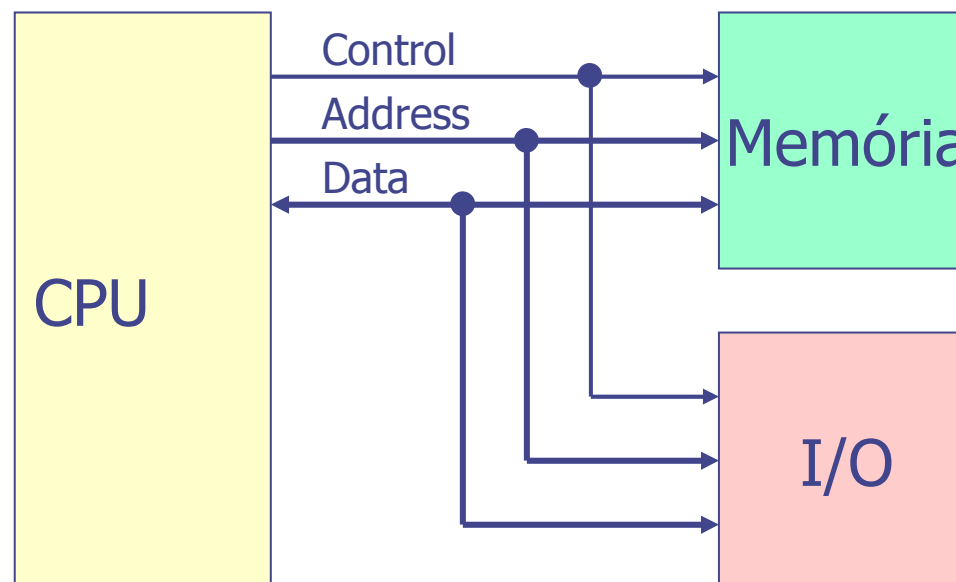 Control
Address
Data
CPU
Memória
I/O